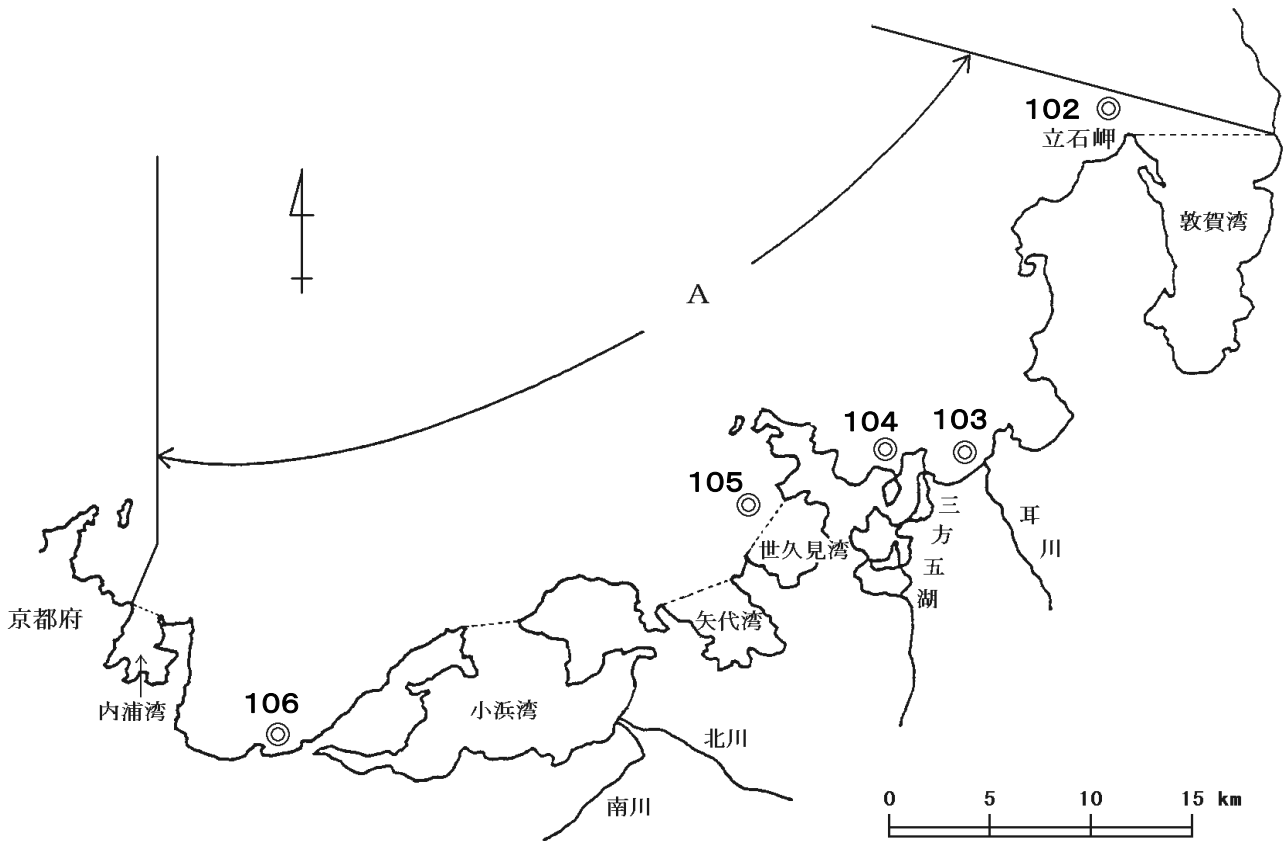 102
立石岬
敦賀湾
A
104
103
105
三方五湖
耳川
世久見湾
京都府
矢代湾
内浦湾
106
小浜湾
北川
南川
0 5 10 15 km